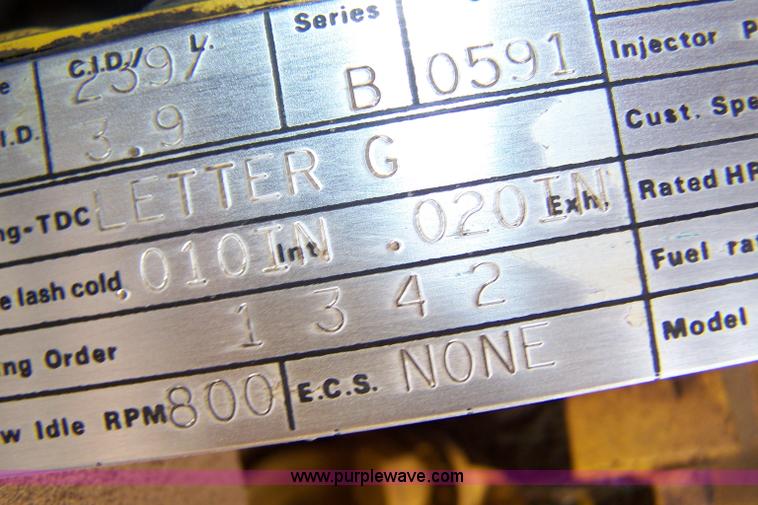 e C.I.D./ L. 239/ Series B 0591 Injector P
I.D. 3.9 Cust. Spe
ng-TDC LETTER G Rated HP
e lash cold .010IN Int. .020IN Exh. Fuel ra
ng Order 1 3 4 2 Model
w Idle RPM 800 E.C.S. NONE
www.purplewave.com